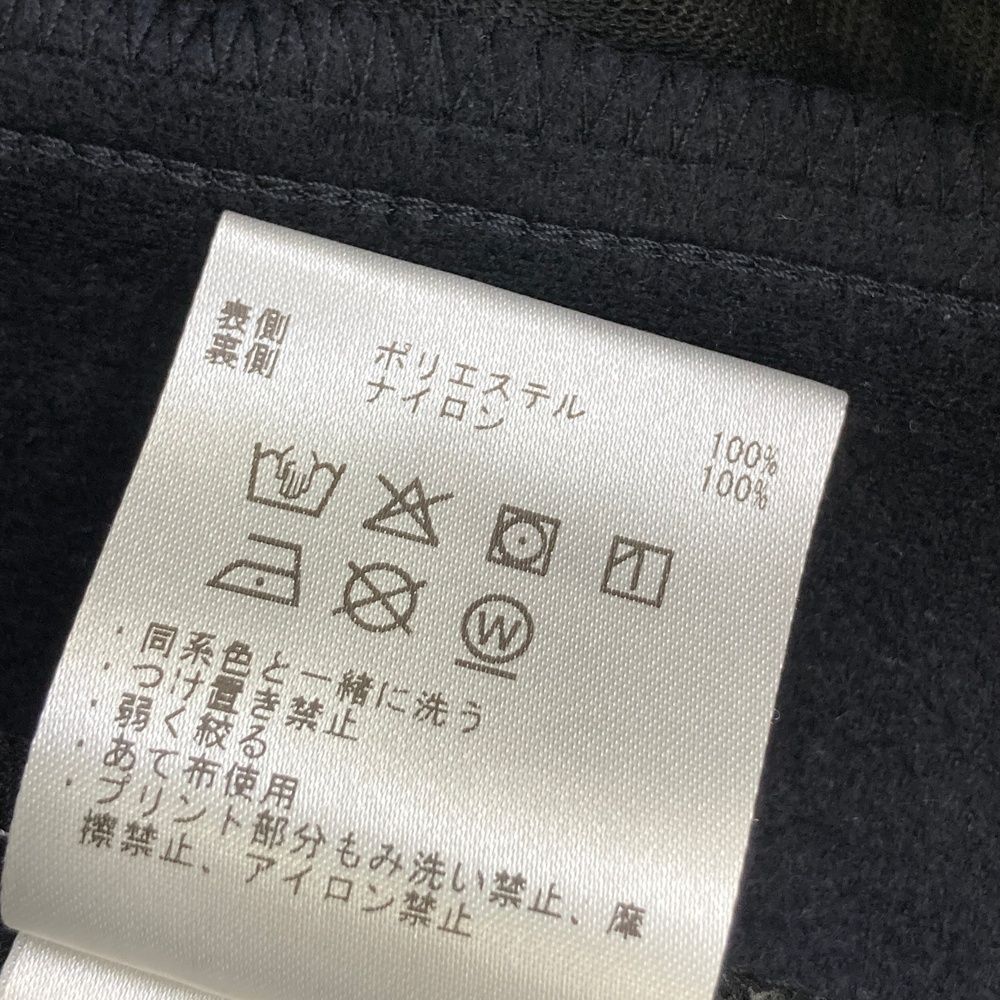 表側 ポリエステル 100%
裏側 ナイロン 100%
W
・同系色と一緒に洗う
・つけ置き禁止
・弱く絞る
・あて布使用
・プリント部分もみ洗い禁止、摩
擦禁止、アイロン禁止